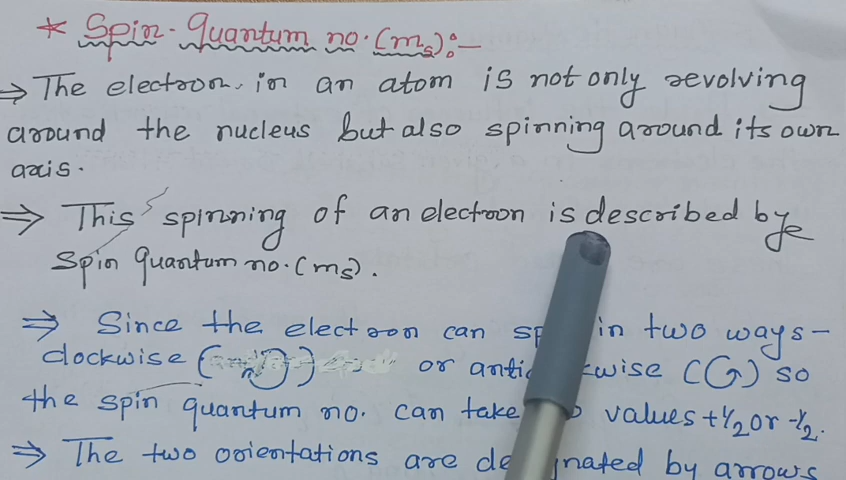 * Spin-Quantum no.(ms):-
⇒ The electron in an atom is not only revolving
around the nucleus but also spinning around its own
axis.
⇒ This spinning of an electron is described by
Spin Quantum no.(ms).
⇒ Since the electron can in two ways-
clockwise ( ) or so
the spin quantum no. can take values +1/2 or -1/2.
⇒ The two orientations are by arrows